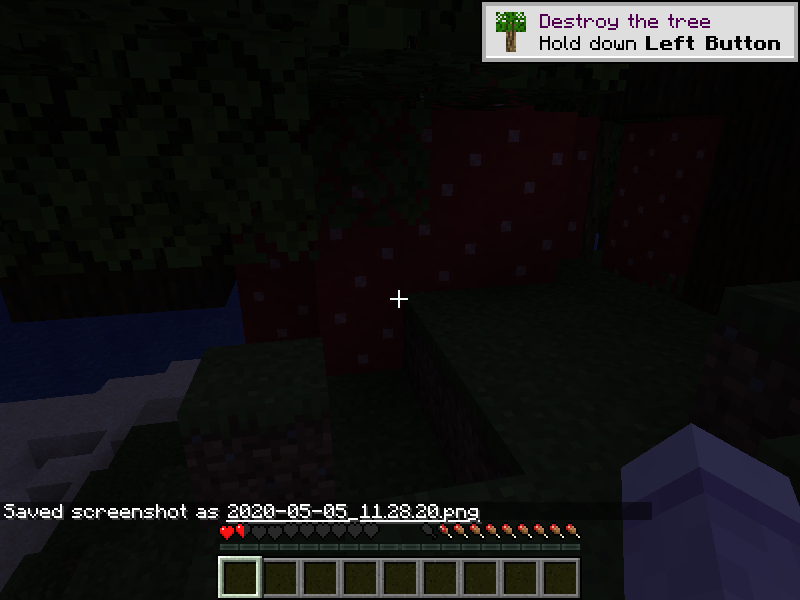 Destroy the tree
Hold down Left Button
Saved screenshot as 2020-05-05_11.28.20.png